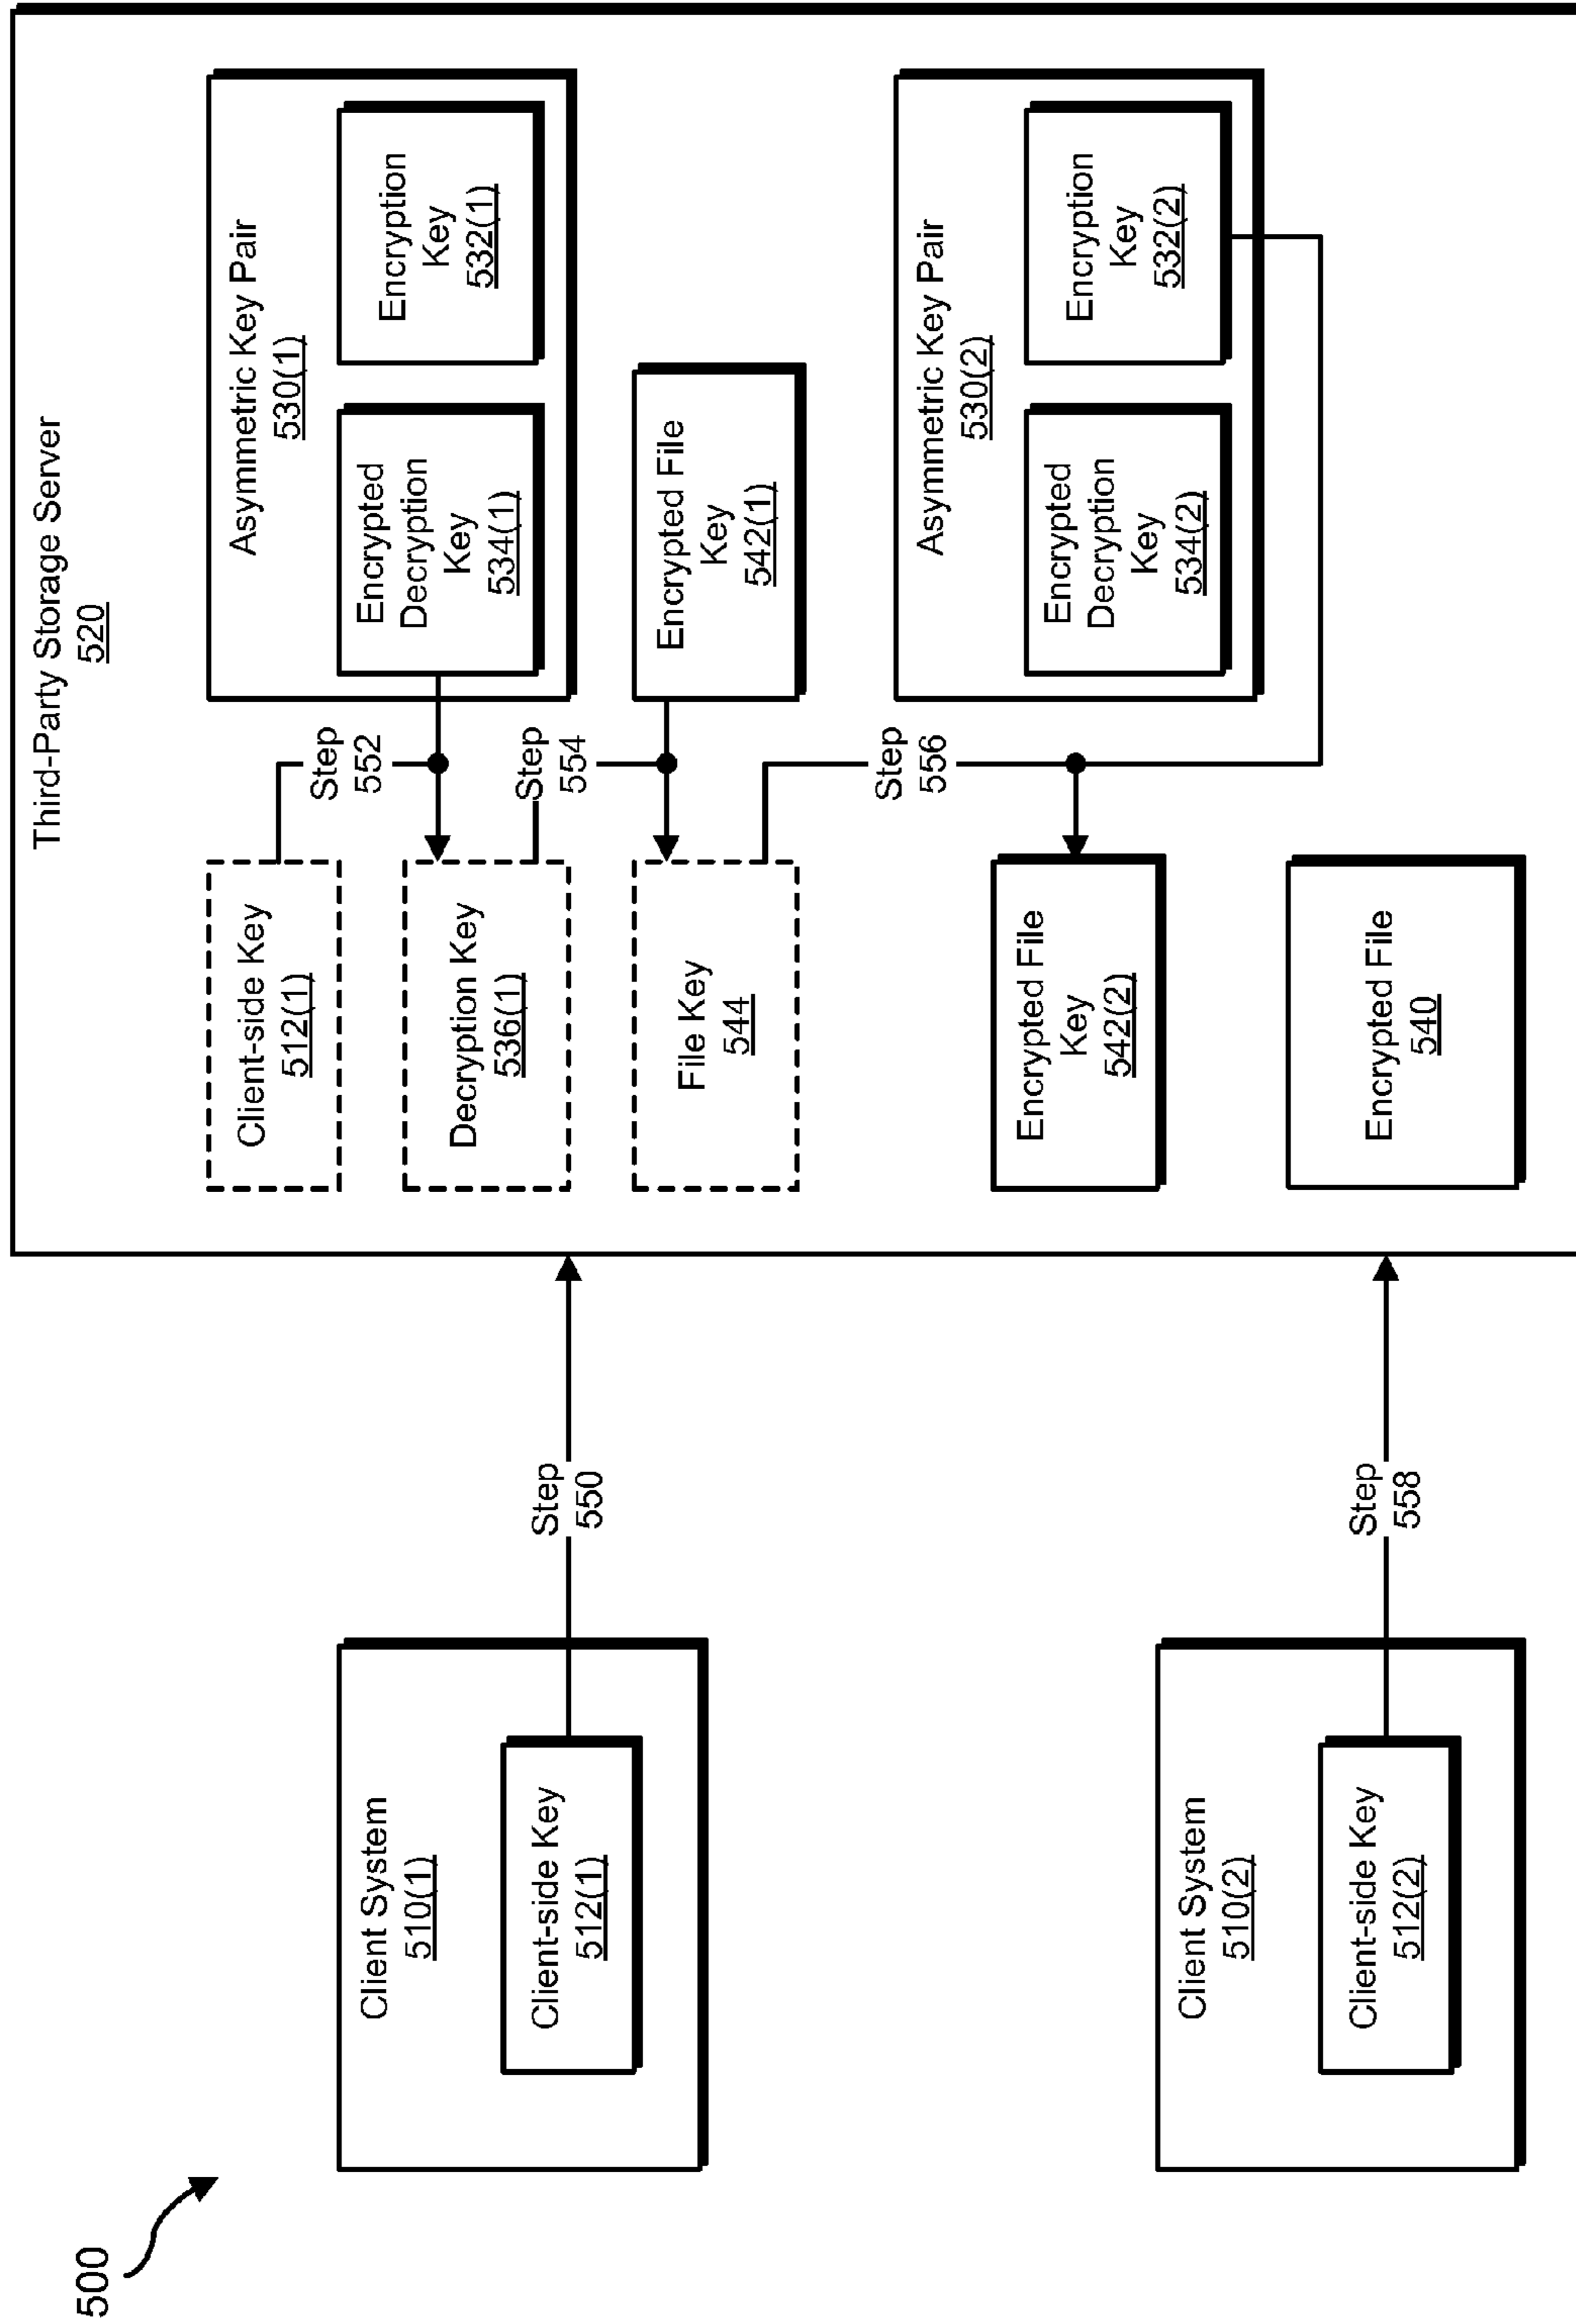 500
Client System
510(1)
Client-side Key
512(1)
Client System
510(2)
Client-side Key
512(2)
Step
550
Step
558
Third-Party Storage Server
520
Client-side Key
512(1)
Step
552
Decryption Key
536(1)
Step
554
File Key
544
Step
556
Encrypted File
Key
542(2)
Encrypted File
540
Asymmetric Key Pair
530(1)
Encrypted
Decryption
Key
534(1)
Encryption
Key
532(1)
Encrypted File
Key
542(1)
Asymmetric Key Pair
530(2)
Encrypted
Decryption
Key
534(2)
Encryption
Key
532(2)